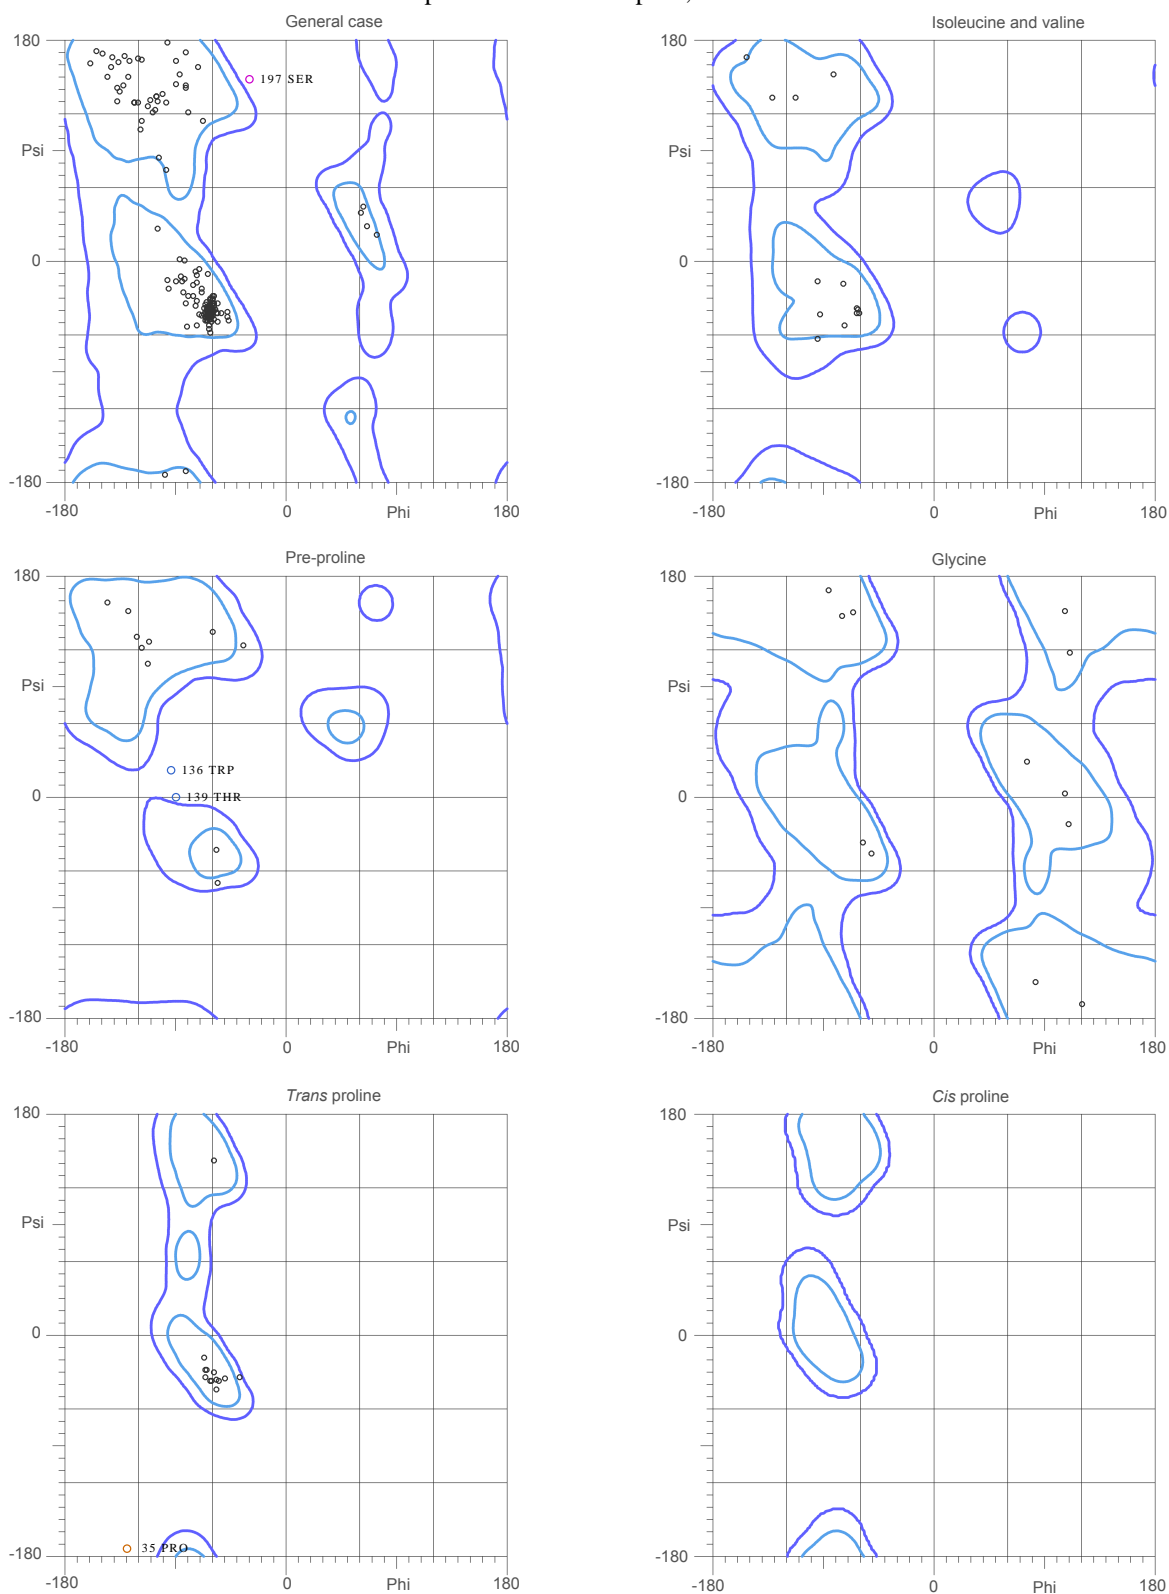 General case
Isoleucine and valine
180
197 SER
Psi
0
-180
-180
0
Phi
180
180
Psi
0
-180
-180
0
Phi
180
Pre-proline
Glycine
180
Psi
136 TRP
0
139 THR
-180
-180
0
Phi
180
180
Psi
0
-180
-180
0
Phi
180
Trans proline
Cis proline
180
Psi
0
-180
35 PRO
-180
0
Phi
180
180
Psi
0
-180
-180
0
Phi
180